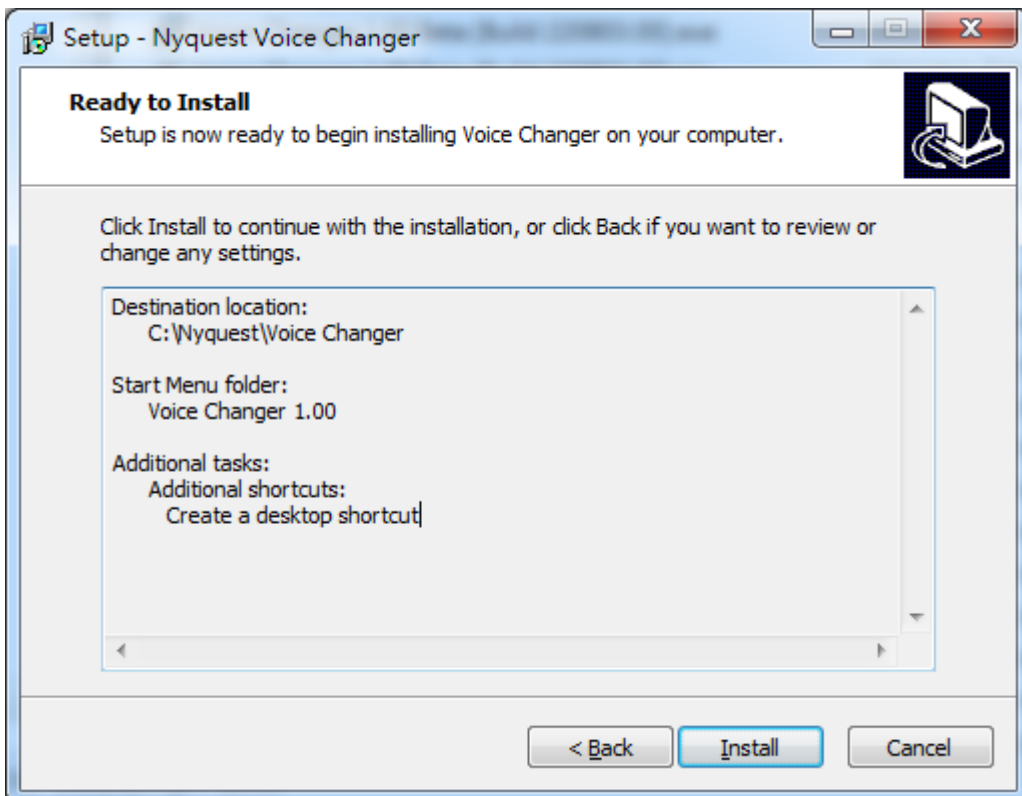 Setup - Nyquest Voice Changer
Ready to Install
Setup is now ready to begin installing Voice Changer on your computer.
Click Install to continue with the installation, or click Back if you want to review or
change any settings.
Destination location:
C:\Nyquest\Voice Changer
Start Menu folder:
Voice Changer 1.00
Additional tasks:
Additional shortcuts:
Create a desktop shortcut
< Back
Install
Cancel